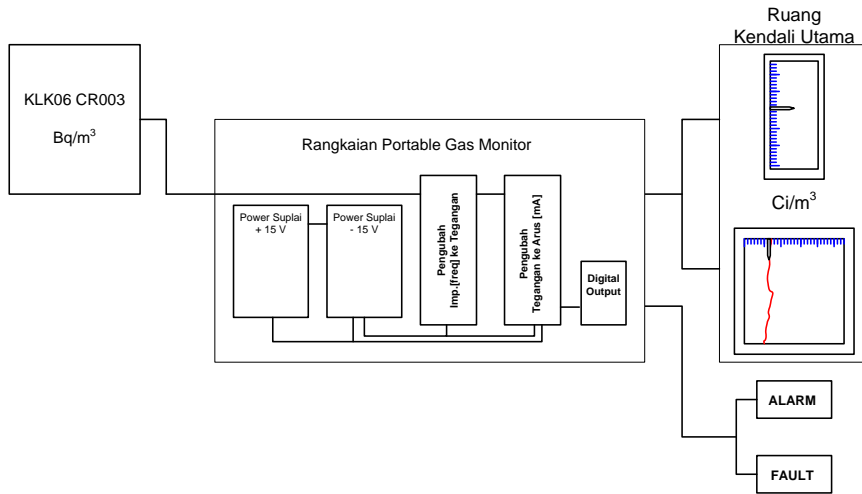 Ruang
Kendali Utama
KLK06 CR003
Bq/m³
Rangkaian Portable Gas Monitor
Power Suplai
+ 15 V
Power Suplai
- 15 V
Pengubah
Imp.[freq] ke Tegangan
Pengubah
Tegangan ke Arus [mA]
Digital
Output
Ci/m³
ALARM
FAULT